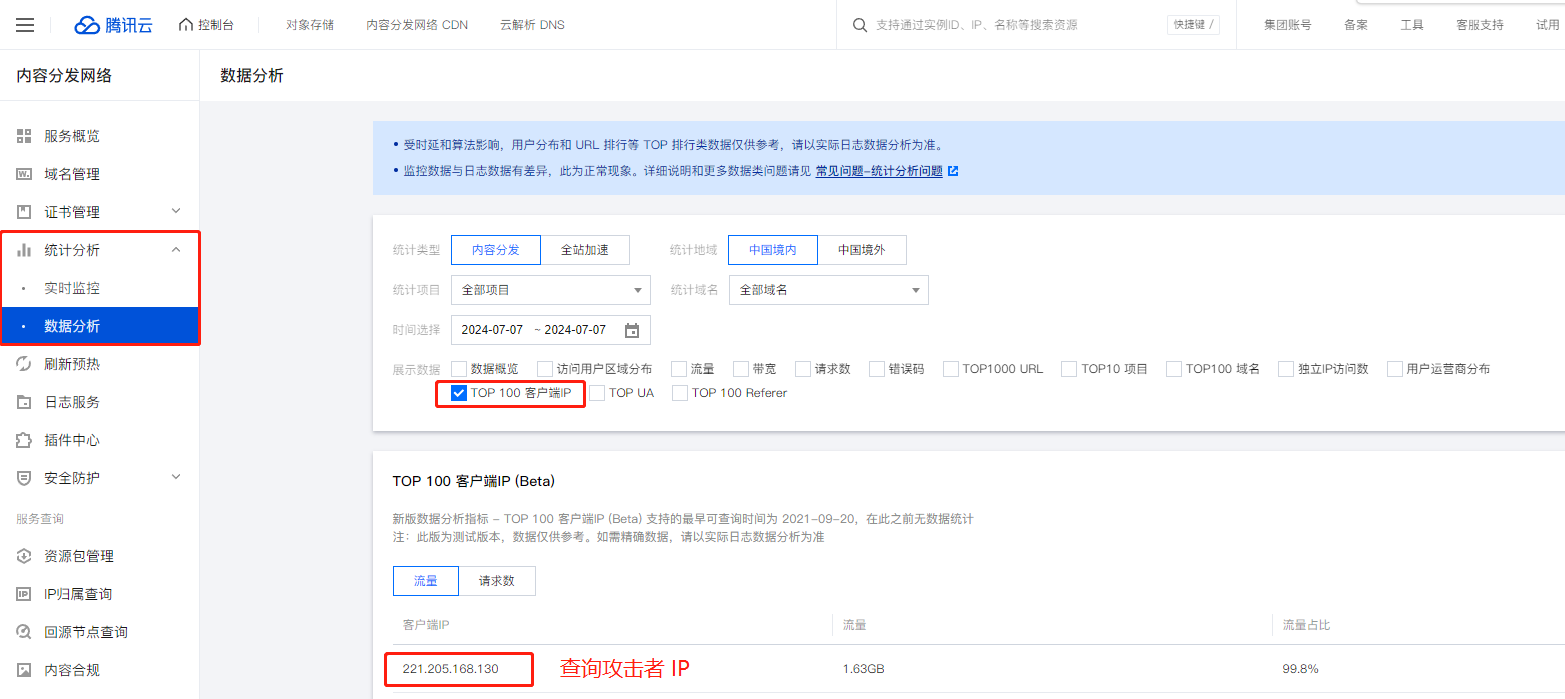 腾讯云 控制台 对象存储 内容分发网络 CDN 云解析 DNS 支持通过实例ID、IP、名称等搜索资源 快捷键 / 集团账号 备案 工具 客服支持 试用
内容分发网络
数据分析
服务概览
域名管理
证书管理
统计分析
实时监控
数据分析
刷新预热
日志服务
插件中心
安全防护
服务查询
资源包管理
IP归属查询
回源节点查询
内容合规
• 受时延和算法影响，用户分布和 URL 排行等 TOP 排行类数据仅供参考，请以实际日志数据分析为准。
• 监控数据与日志数据有差异，此为正常现象。详细说明和更多数据类问题请见 常见问题-统计分析问题
统计类型 内容分发 全站加速 统计地域 中国境内 中国境外
统计项目 全部项目 统计域名 全部域名
时间选择 2024-07-07 ~ 2024-07-07
展示数据 数据概览 访问用户区域分布 流量 带宽 请求数 错误码 TOP1000 URL TOP10 项目 TOP100 域名 独立IP访问数 用户运营商分布
TOP 100 客户端IP TOP UA TOP 100 Referer
TOP 100 客户端IP (Beta)
新版数据分析指标 - TOP 100 客户端IP (Beta) 支持的最早可查询时间为 2021-09-20，在此之前无数据统计
注：此版为测试版本，数据仅供参考。如需精确数据，请以实际日志数据分析为准
流量 请求数
客户端IP 流量 流量占比
221.205.168.130 查询攻击者 IP 1.63GB 99.8%